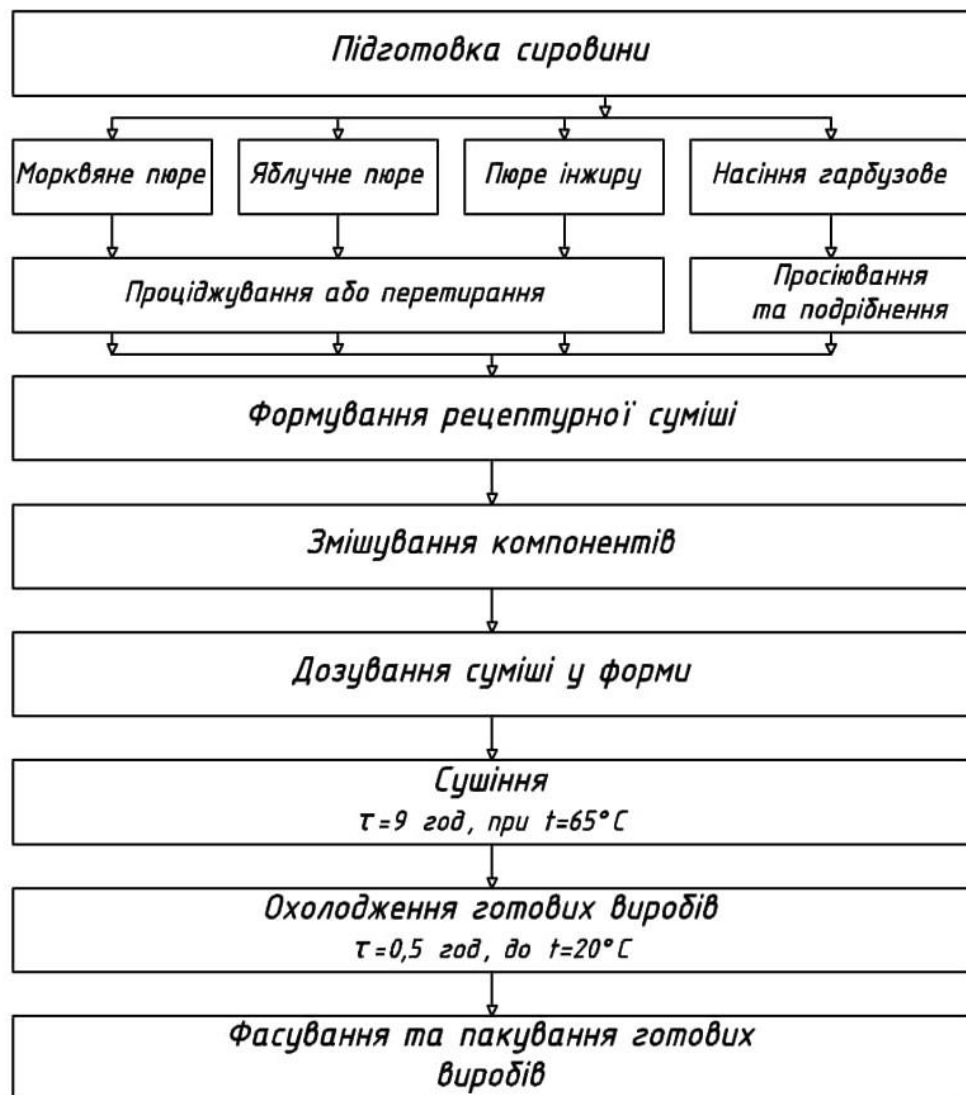 Підготовка сировини
Морквяне пюре
Яблучне пюре
Пюре інжиру
Насіння гарбузове
Проціджування або перетирання
Просіювання
та подрібнення
Формування рецептурної суміші
Змішування компонентів
Дозування суміші у форми
Сушіння
τ=9 год, при t=65°C
Охолодження готових виробів
τ=0,5 год, до t=20°C
Фасування та пакування готових
виробів